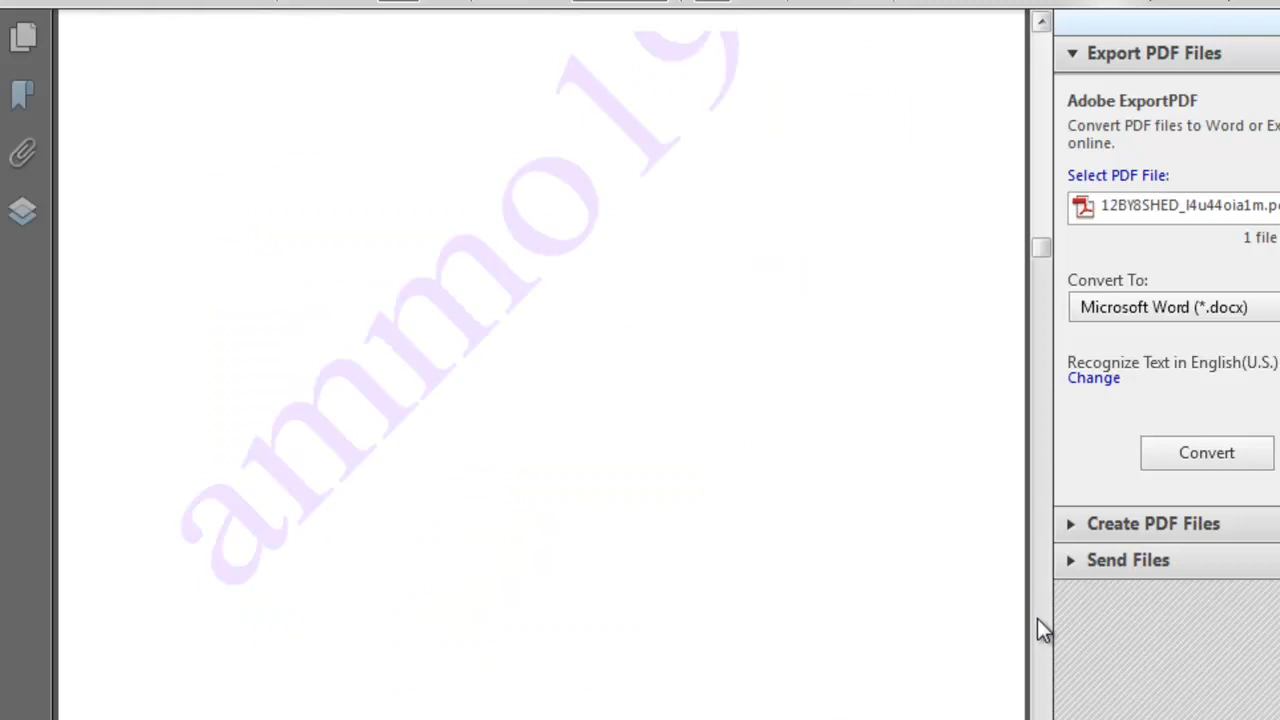 ammo19
Export PDF Files
Adobe ExportPDF
Convert PDF files to Word or Ex
online.
Select PDF File:
12BY8SHED_l4u44oia1m.p
1 file
Convert To:
Microsoft Word (*.docx)
Recognize Text in English(U.S.)
Change
Convert
Create PDF Files
Send Files